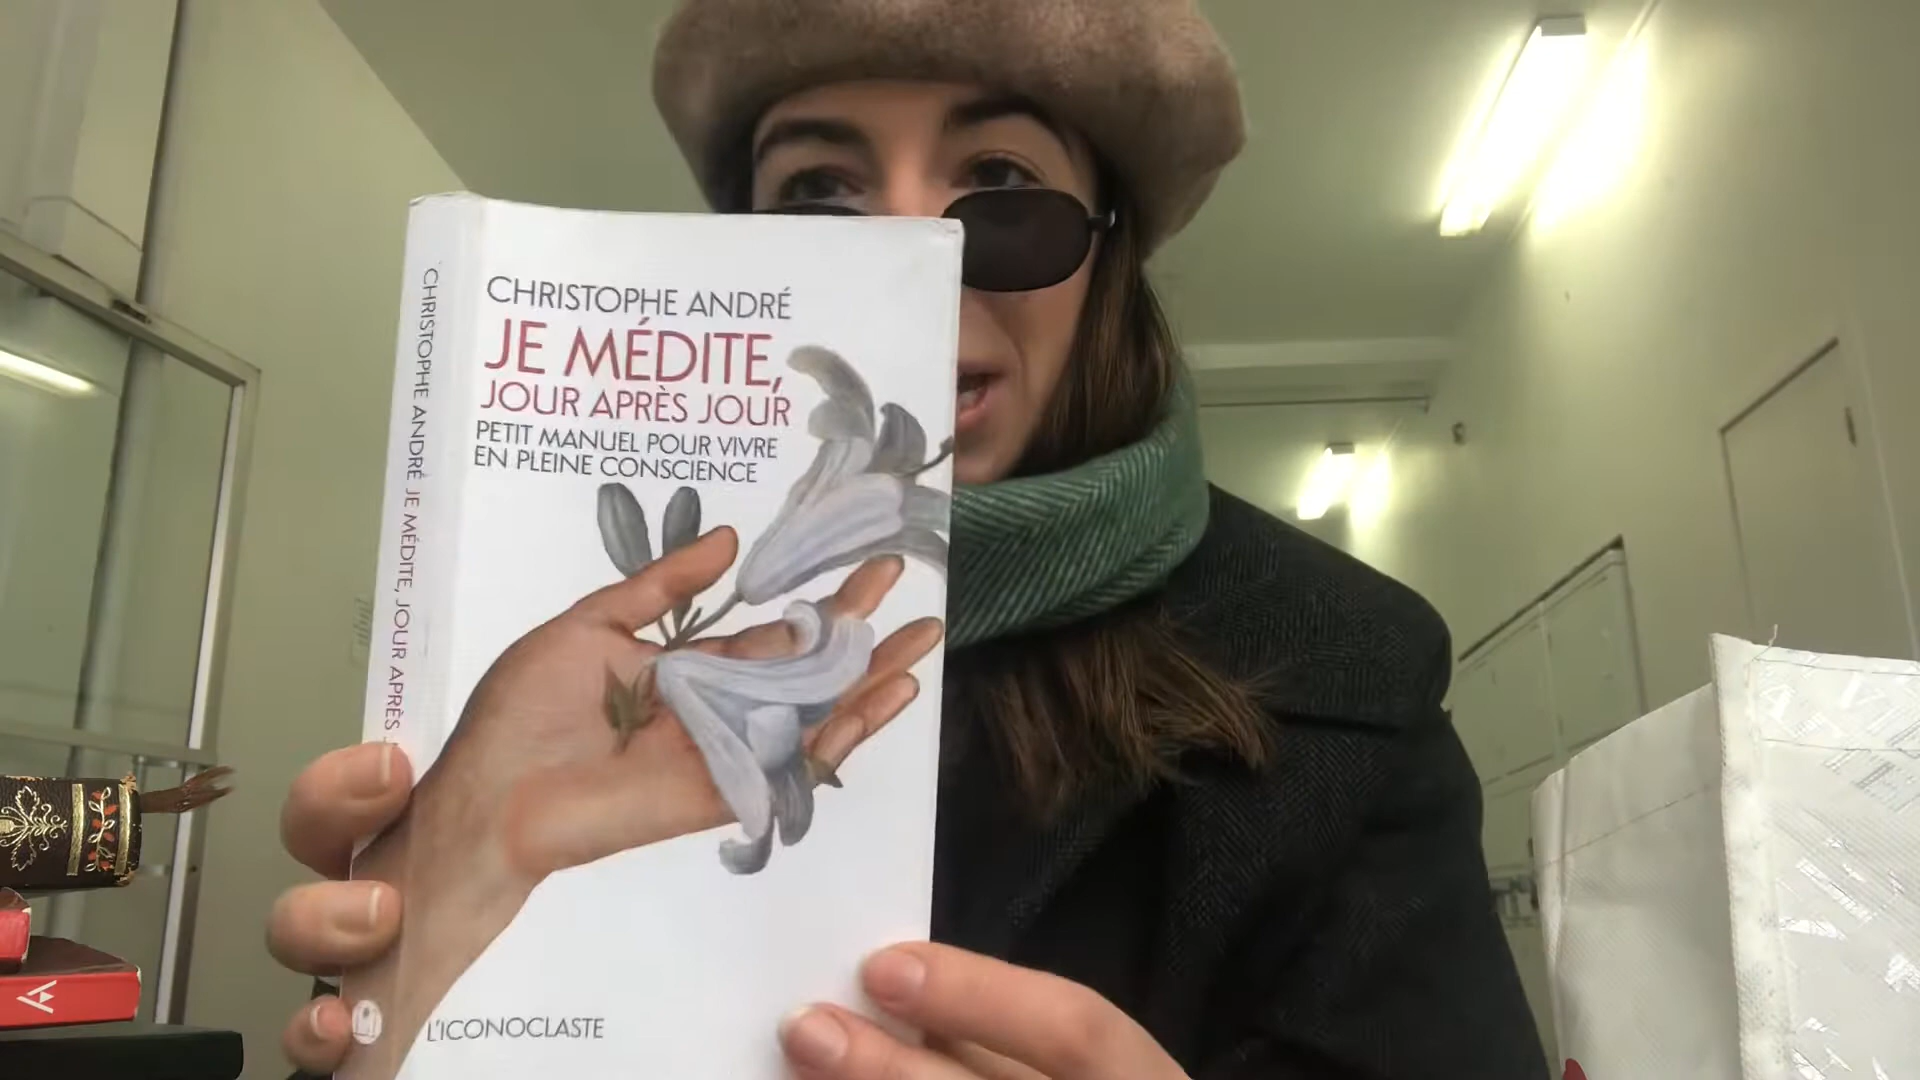 CHRISTOPHE ANDRÉ
JE MÉDITE,
JOUR APRÈS JOUR
PETIT MANUEL POUR VIVRE
EN PLEINE CONSCIENCE
L'ICONOCLASTE
CHRISTOPHE ANDRÉ JE MÉDITE, JOUR APRÈS